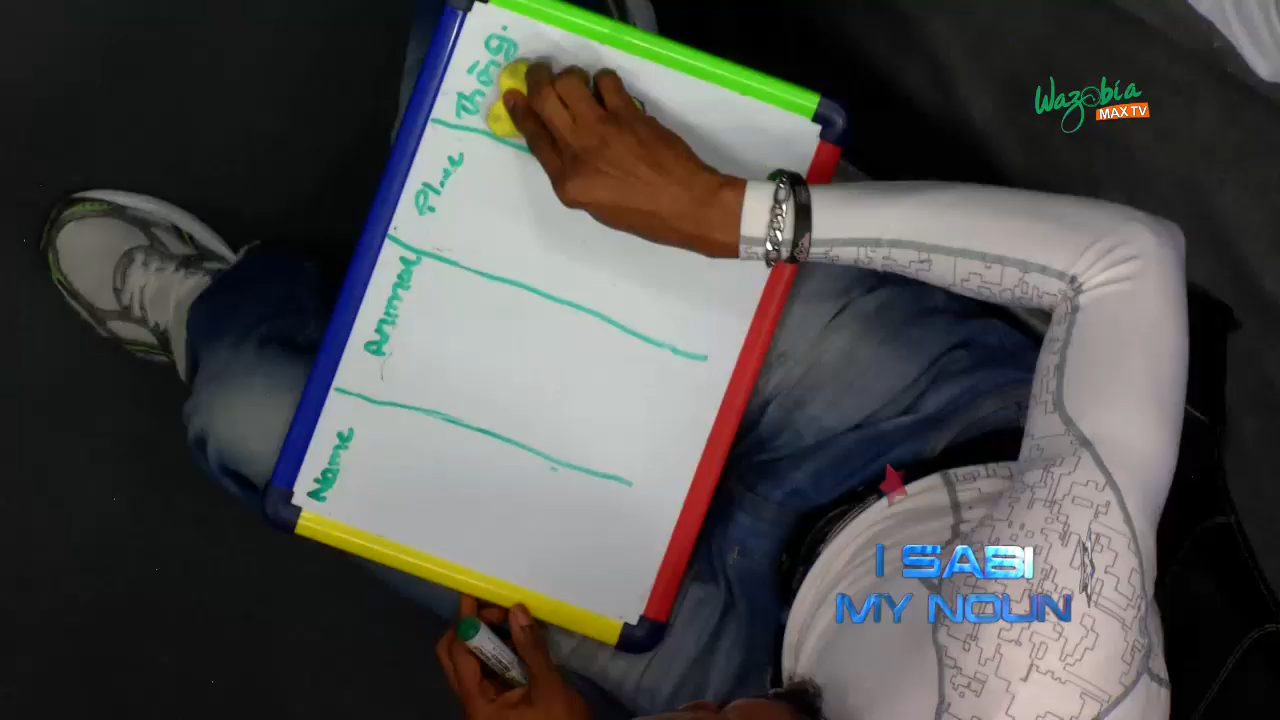 Name
Animal
Place
Thing.
Wazobia
MAX TV
I SABI
MY NOUN